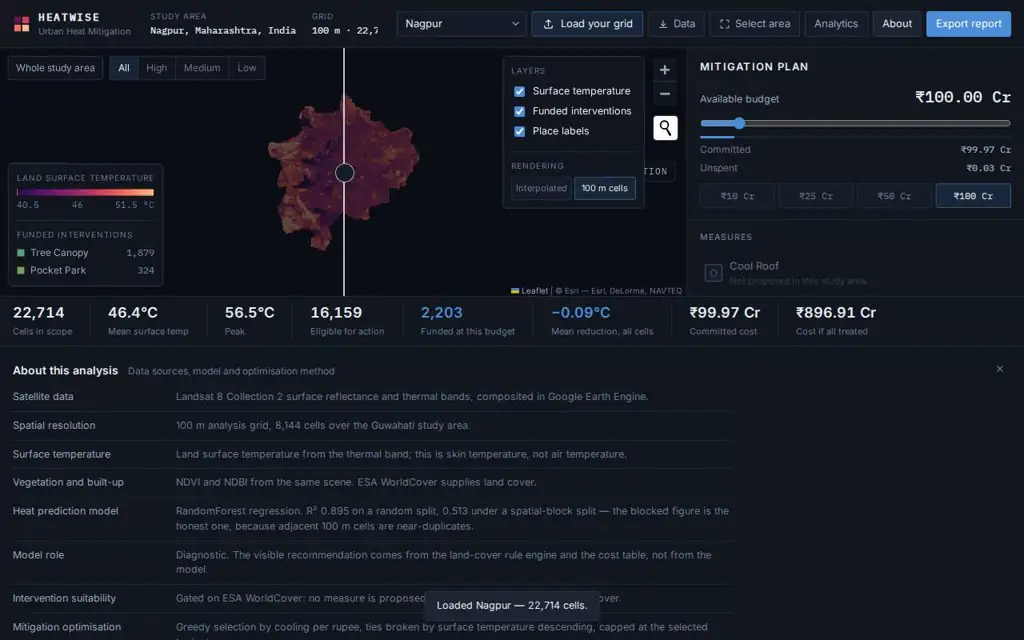 HEATWISE
Urban Heat Mitigation
STUDY AREA
Nagpur, Maharashtra, India
GRID
100 m · 22,7
Nagpur
Load your grid
Data
Select area
Analytics
About
Export report
Whole study area
All
High
Medium
Low
LAYERS
Surface temperature
Funded interventions
Place labels
RENDERING
Interpolated
100 m cells
TION
LAND SURFACE TEMPERATURE
40.5 46 51.5 °C
FUNDED INTERVENTIONS
Tree Canopy 1,879
Pocket Park 324
Leaflet | © Esri — Esri, DeLorme, NAVTEQ
MITIGATION PLAN
Available budget ₹100.00 Cr
Committed ₹99.97 Cr
Unspent ₹0.03 Cr
₹10 Cr
₹25 Cr
₹50 Cr
₹100 Cr
MEASURES
Cool Roof
Not proposed in this study area
22,714
Cells in scope
46.4°C
Mean surface temp
56.5°C
Peak
16,159
Eligible for action
2,203
Funded at this budget
−0.09°C
Mean reduction, all cells
₹99.97 Cr
Committed cost
₹896.91 Cr
Cost if all treated
About this analysis Data sources, model and optimisation method
Satellite data Landsat 8 Collection 2 surface reflectance and thermal bands, composited in Google Earth Engine.
Spatial resolution 100 m analysis grid, 8,144 cells over the Guwahati study area.
Surface temperature Land surface temperature from the thermal band; this is skin temperature, not air temperature.
Vegetation and built-up NDVI and NDBI from the same scene. ESA WorldCover supplies land cover.
Heat prediction model RandomForest regression. R² 0.895 on a random split, 0.513 under a spatial-block split — the blocked figure is the
honest one, because adjacent 100 m cells are near-duplicates.
Model role Diagnostic. The visible recommendation comes from the land-cover rule engine and the cost table, not from the
model.
Intervention suitability Gated on ESA WorldCover: no measure is proposed
over.
Loaded Nagpur — 22,714 cells.
Mitigation optimisation Greedy selection by cooling per rupee, ties broken by surface temperature descending, capped at the selected